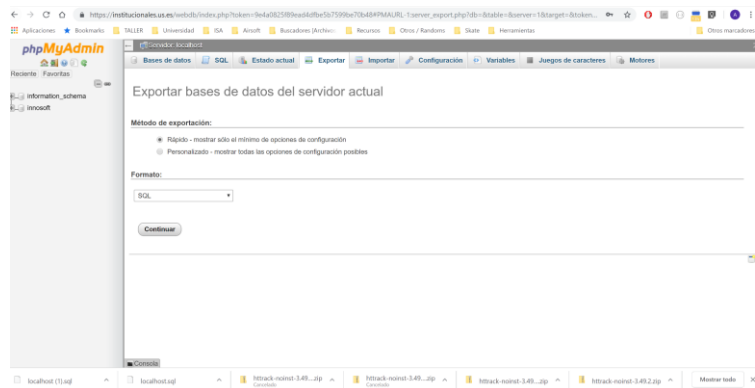 https://institucionales.us.es/webdb/index.php?token=9e4a0825f89ead4dfbe5b7599be70b48#PMAURL-1:server_export.php?db=&table=&server=1&target=&token...
Aplicaciones Bookmarks TALLER Universidad ISA Airsoft Buscadores (Archivo: Recursos Otros / Randoms Skate Herramientas Otros marcadores
phpMyAdmin
Reciente Favoritas
information_schema
innosoft
Servidor: localhost
Bases de datos SQL Estado actual Exportar Importar Configuración Variables Juegos de caracteres Motores
Exportar bases de datos del servidor actual
Método de exportación:
Rápido - mostrar sólo el mínimo de opciones de configuración
Personalizado - mostrar todas las opciones de configuración posibles
Formato:
SQL
Continuar
Consola
localhost (1).sql localhost.sql httrack-noinst-3.49....zip httrack-noinst-3.49....zip httrack-noinst-3.49....zip httrack-noinst-3.49.2.zip Mostrar todo
Cancelado Cancelado